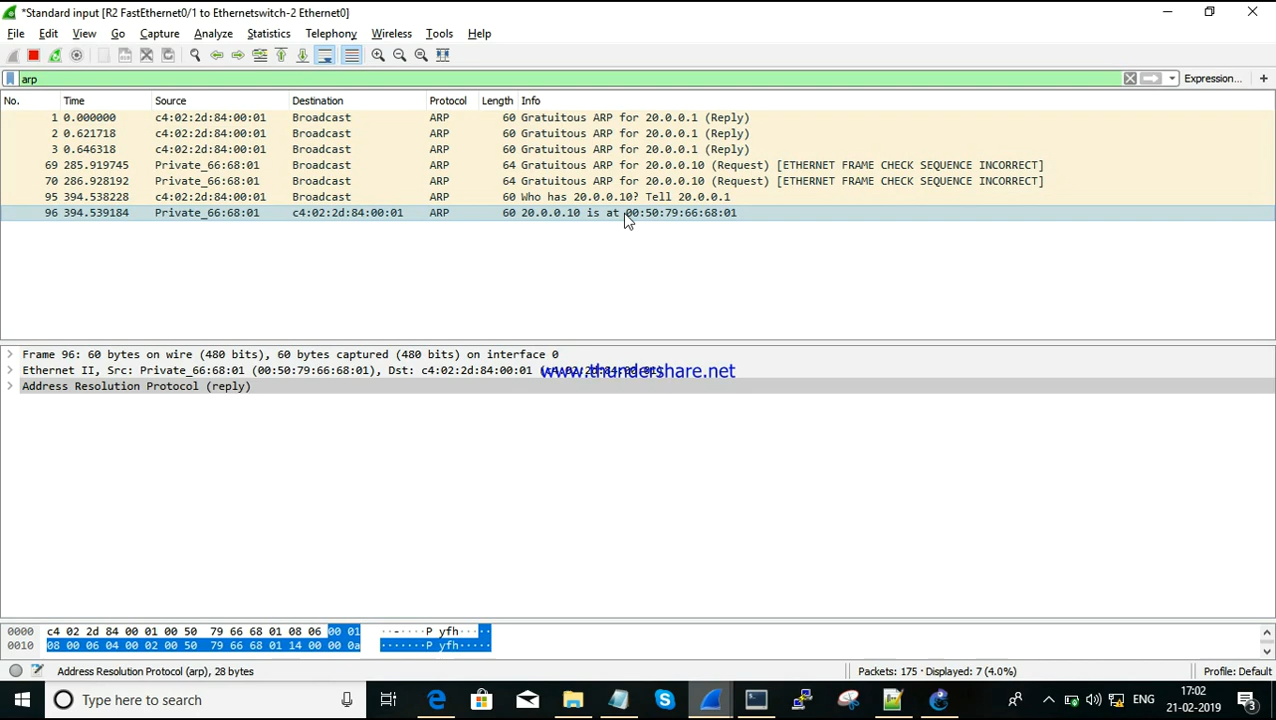 *Standard input [R2 FastEthernet0/1 to Ethernetswitch-2 Ethernet0]
File Edit View Go Capture Analyze Statistics Telephony Wireless Tools Help
arp Expression... +
No. Time Source Destination Protocol Length Info
1 0.000000 c4:02:2d:84:00:01 Broadcast ARP 60 Gratuitous ARP for 20.0.0.1 (Reply)
2 0.621718 c4:02:2d:84:00:01 Broadcast ARP 60 Gratuitous ARP for 20.0.0.1 (Reply)
3 0.646318 c4:02:2d:84:00:01 Broadcast ARP 60 Gratuitous ARP for 20.0.0.1 (Reply)
69 285.919745 Private_66:68:01 Broadcast ARP 64 Gratuitous ARP for 20.0.0.10 (Request) [ETHERNET FRAME CHECK SEQUENCE INCORRECT]
70 286.928192 Private_66:68:01 Broadcast ARP 64 Gratuitous ARP for 20.0.0.10 (Request) [ETHERNET FRAME CHECK SEQUENCE INCORRECT]
95 394.538228 c4:02:2d:84:00:01 Broadcast ARP 60 Who has 20.0.0.10? Tell 20.0.0.1
96 394.539184 Private_66:68:01 c4:02:2d:84:00:01 ARP 60 20.0.0.10 is at 00:50:79:66:68:01
Frame 96: 60 bytes on wire (480 bits), 60 bytes captured (480 bits) on interface 0
Ethernet II, Src: Private_66:68:01 (00:50:79:66:68:01), Dst: c4:02:2d:84:00:01
www.thundershare.net
Address Resolution Protocol (reply)
0000 c4 02 2d 84 00 01 00 50 79 66 68 01 08 06 00 01 ··-····P yfh·····
0010 08 00 06 04 00 02 00 50 79 66 68 01 14 00 00 0a ·······P yfh·····
Address Resolution Protocol (arp), 28 bytes Packets: 175 · Displayed: 7 (4.0%) Profile: Default
Type here to search ENG 17:02
21-02-2019 3